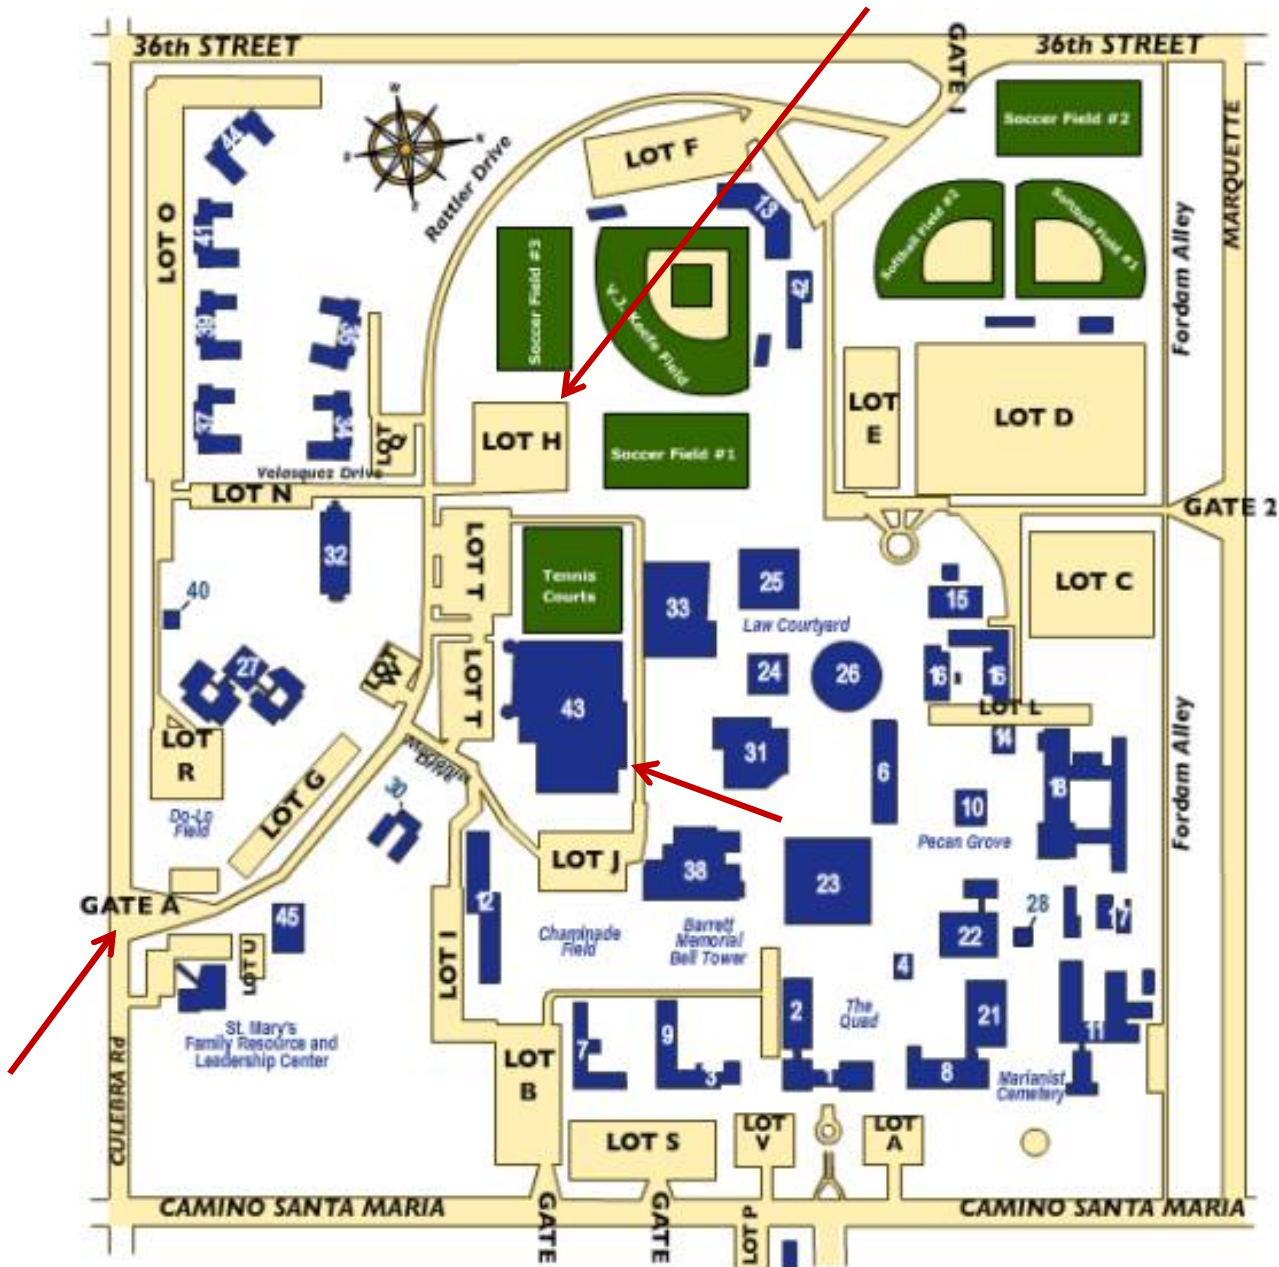 36th STREET
GATE 1
36th STREET
Soccer Field #2
MARQUETTE
44
W
N
S
Rattler Drive
LOT F
13
LOT O
41
Soccer Field #3
V.J. Keefe Field
42
Softball Field #2
Softball Field #1
Fordam Alley
39
35
37
34
LOT
Q
LOT H
Soccer Field #1
LOT
E
LOT D
Velasquez Drive
LOT N
GATE 2
32
LOT T
Tennis
Courts
33
25
Law Courtyard
15
LOT C
40
27
LOT W
LOT T
43
24
26
16
16
LOT L
LOT
R
LOT G
31
6
14
18
10
Pecan Grove
Fordam Alley
Do-Lo
Field
30
LOT J
38
23
GATE A
45
12
Chaminade
Field
Barrett
Memorial
Bell Tower
22
28
17
LOT U
LOT I
4
St. Mary's
Family Resource and
Leadership Center
CULEBRA Rd
2
The
Quad
21
11
7
9
3
1
8
Marianist
Cemetery
LOT
B
LOT S
LOT
V
LOT
A
CAMINO SANTA MARIA
GATE
GATE
LOT P
CAMINO SANTA MARIA